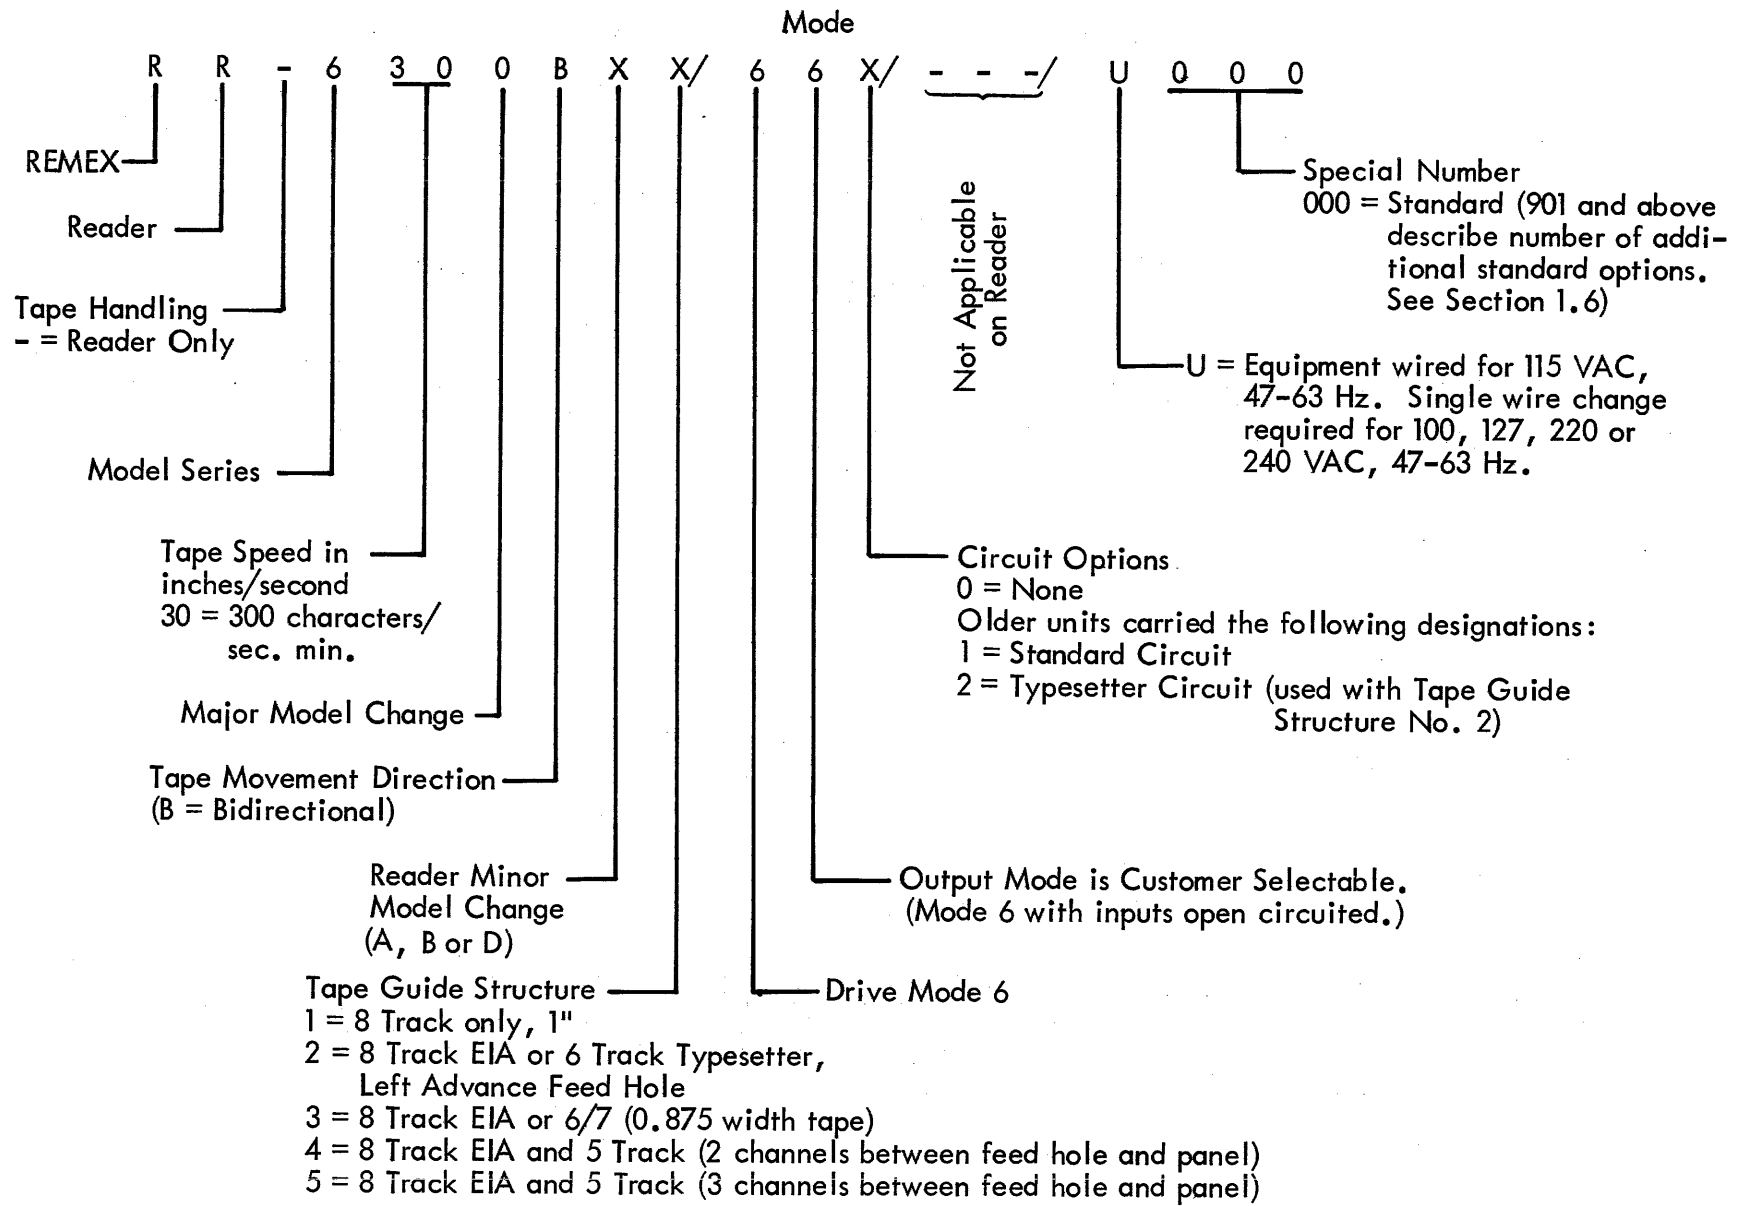 Mode
R R - 6 3 0 0 B X X/ 6 6 X/ - - -/ U 0 0 0
REMEX
Reader
Tape Handling
- = Reader Only
Model Series
Tape Speed in
inches/second
30 = 300 characters/
sec. min.
Major Model Change
Tape Movement Direction
(B = Bidirectional)
Reader Minor
Model Change
(A, B or D)
Tape Guide Structure
1 = 8 Track only, 1"
2 = 8 Track EIA or 6 Track Typesetter,
Left Advance Feed Hole
3 = 8 Track EIA or 6/7 (0.875 width tape)
4 = 8 Track EIA and 5 Track (2 channels between feed hole and panel)
5 = 8 Track EIA and 5 Track (3 channels between feed hole and panel)
Drive Mode 6
Output Mode is Customer Selectable.
(Mode 6 with inputs open circuited.)
Circuit Options
0 = None
Older units carried the following designations:
1 = Standard Circuit
2 = Typesetter Circuit (used with Tape Guide
Structure No. 2)
Not Applicable
on Reader
U = Equipment wired for 115 VAC,
47-63 Hz. Single wire change
required for 100, 127, 220 or
240 VAC, 47-63 Hz.
Special Number
000 = Standard (901 and above
describe number of addi-
tional standard options.
See Section 1.6)